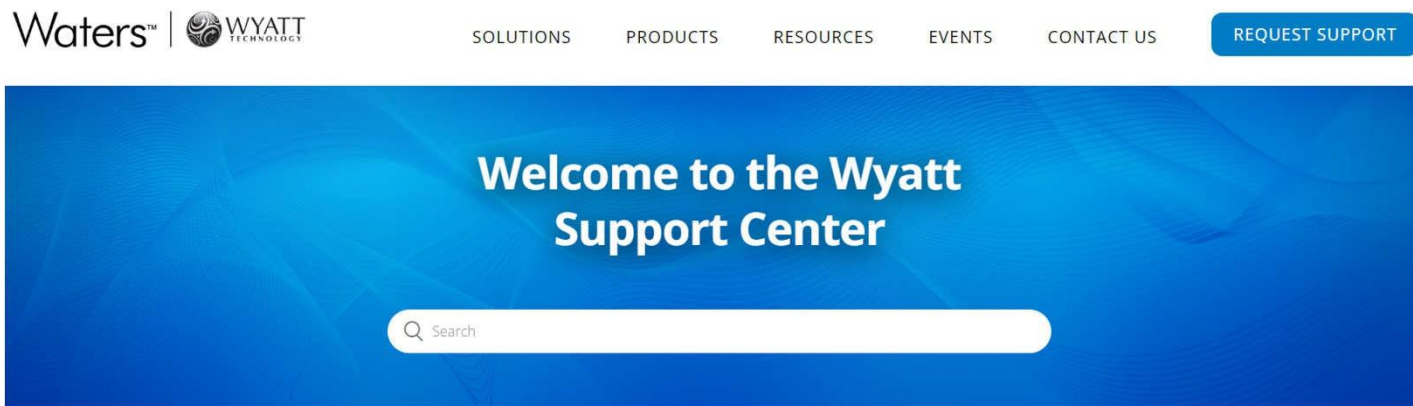 Waters™ | WYATT TECHNOLOGY
SOLUTIONS PRODUCTS RESOURCES EVENTS CONTACT US REQUEST SUPPORT
Welcome to the Wyatt
Support Center
Search